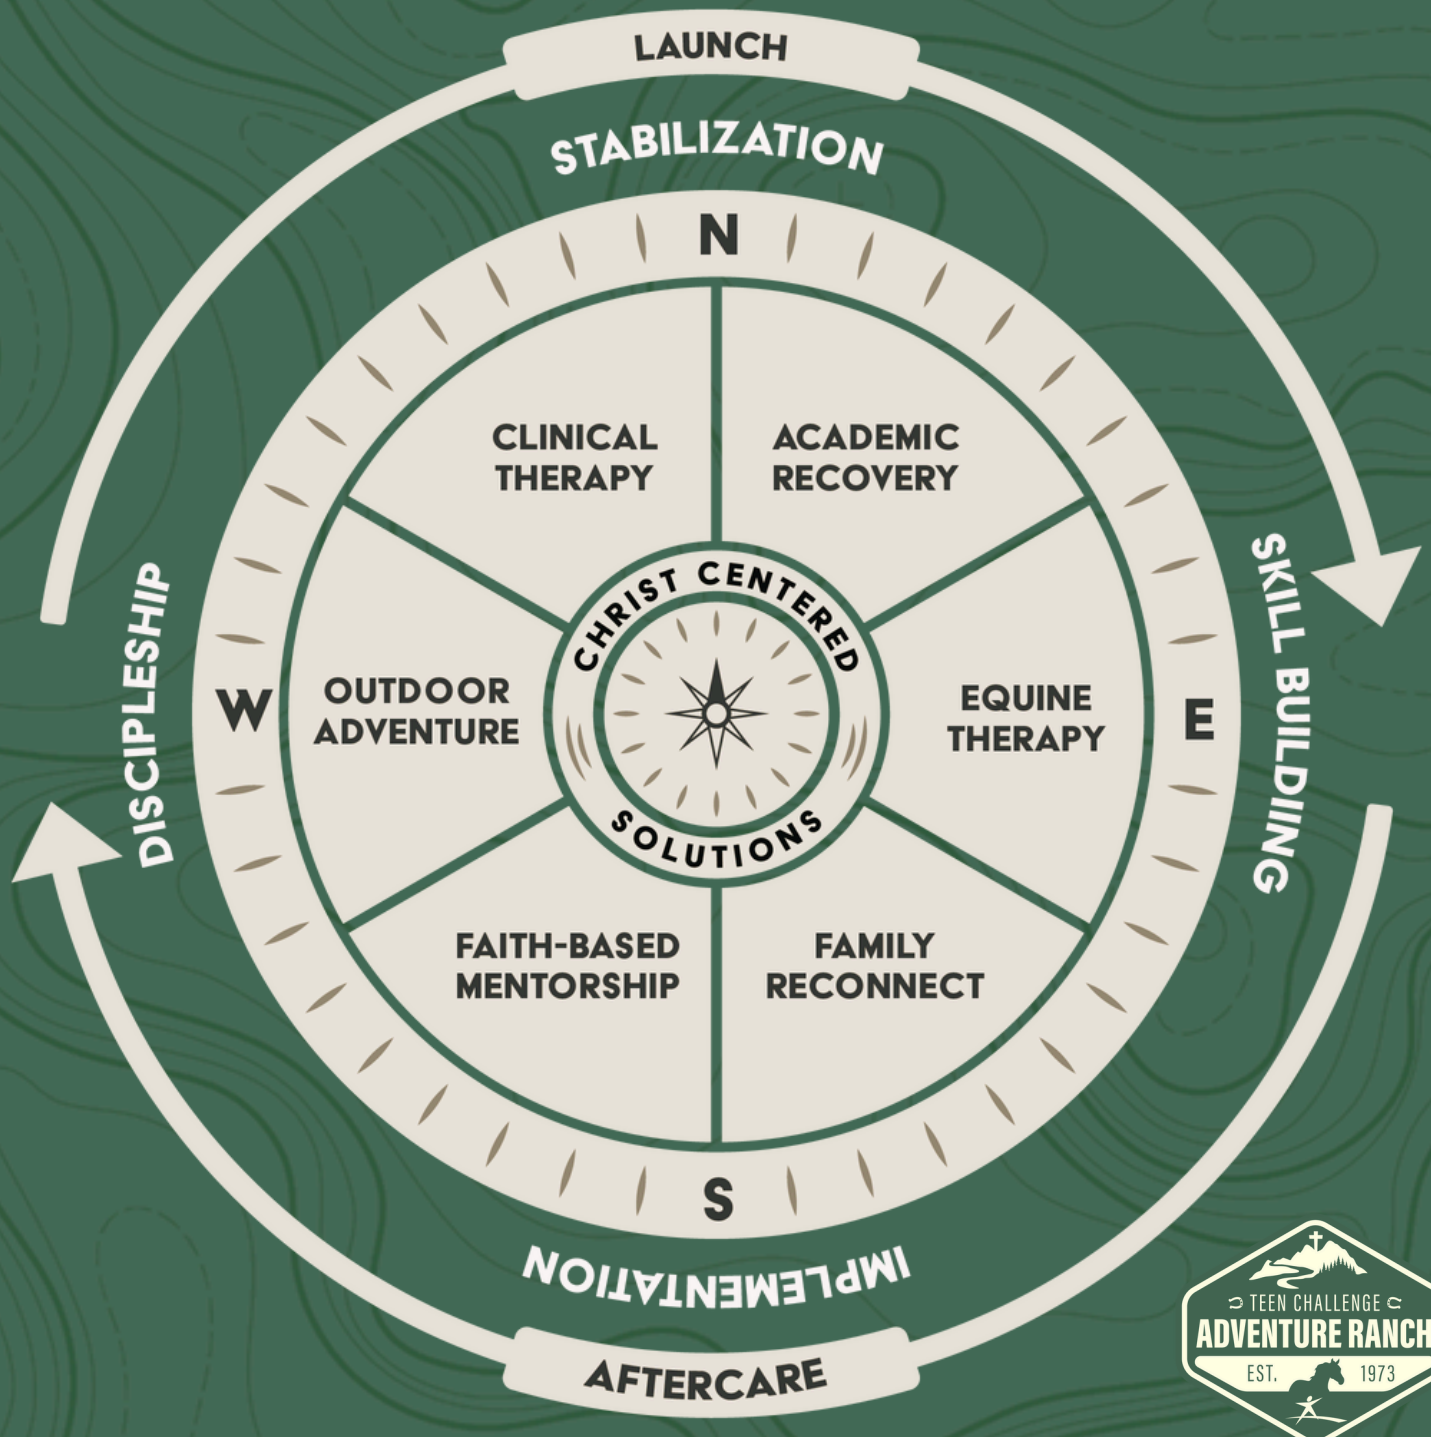 LAUNCH
STABILIZATION
N
CLINICAL
THERAPY
ACADEMIC
RECOVERY
CHRIST CENTERED
SOLUTIONS
DISCIPLESHIP
W
OUTDOOR
ADVENTURE
EQUINE
THERAPY
E
SKILL BUILDING
FAITH-BASED
MENTORSHIP
FAMILY
RECONNECT
S
IMPLEMENTATION
AFTERCARE
TEEN CHALLENGE
ADVENTURE RANCH
EST. 1973